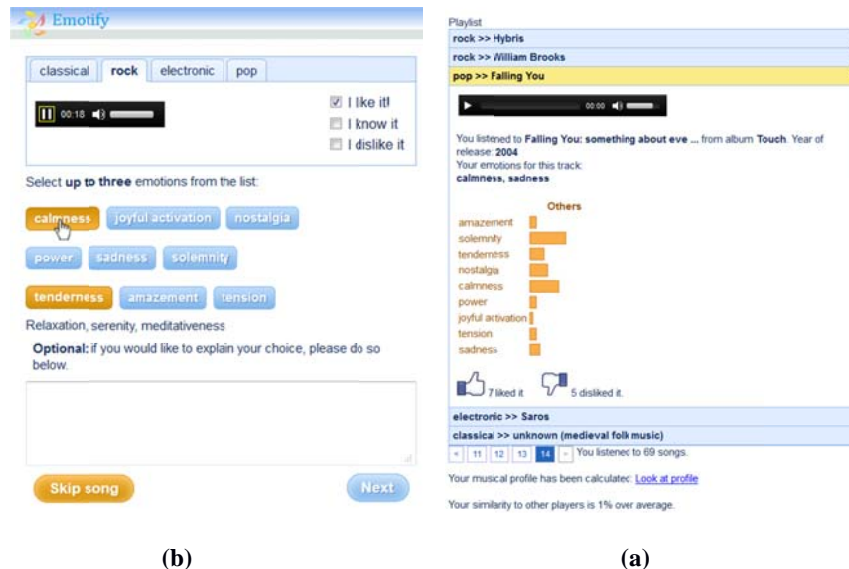 Emotify
classical rock electronic pop
00:18
I like it!
I know it
I dislike it
Select up to three emotions from the list:
calmness joyful activation nostalgia
power sadness solemnity
tenderness amazement tension
Relaxation, serenity, meditativeness
Optional: if you would like to explain your choice, please do so
below.
Skip song Next
(b)
Playlist
rock >> Hybris
rock >> William Brooks
pop >> Falling You
00:00
You listened to Falling You: something about eve ... from album Touch. Year of
release: 2004
Your emotions for this track:
calmness, sadness
Others
amazement
solemnity
tenderness
nostalgia
calmness
power
joyful activation
tension
sadness
7 liked it 5 disliked it.
electronic >> Saros
classical >> unknown (medieval folk music)
« 11 12 13 14 » You listened to 69 songs.
Your musical profile has been calculated: Look at profile
Your similarity to other players is 1% over average.
(a)